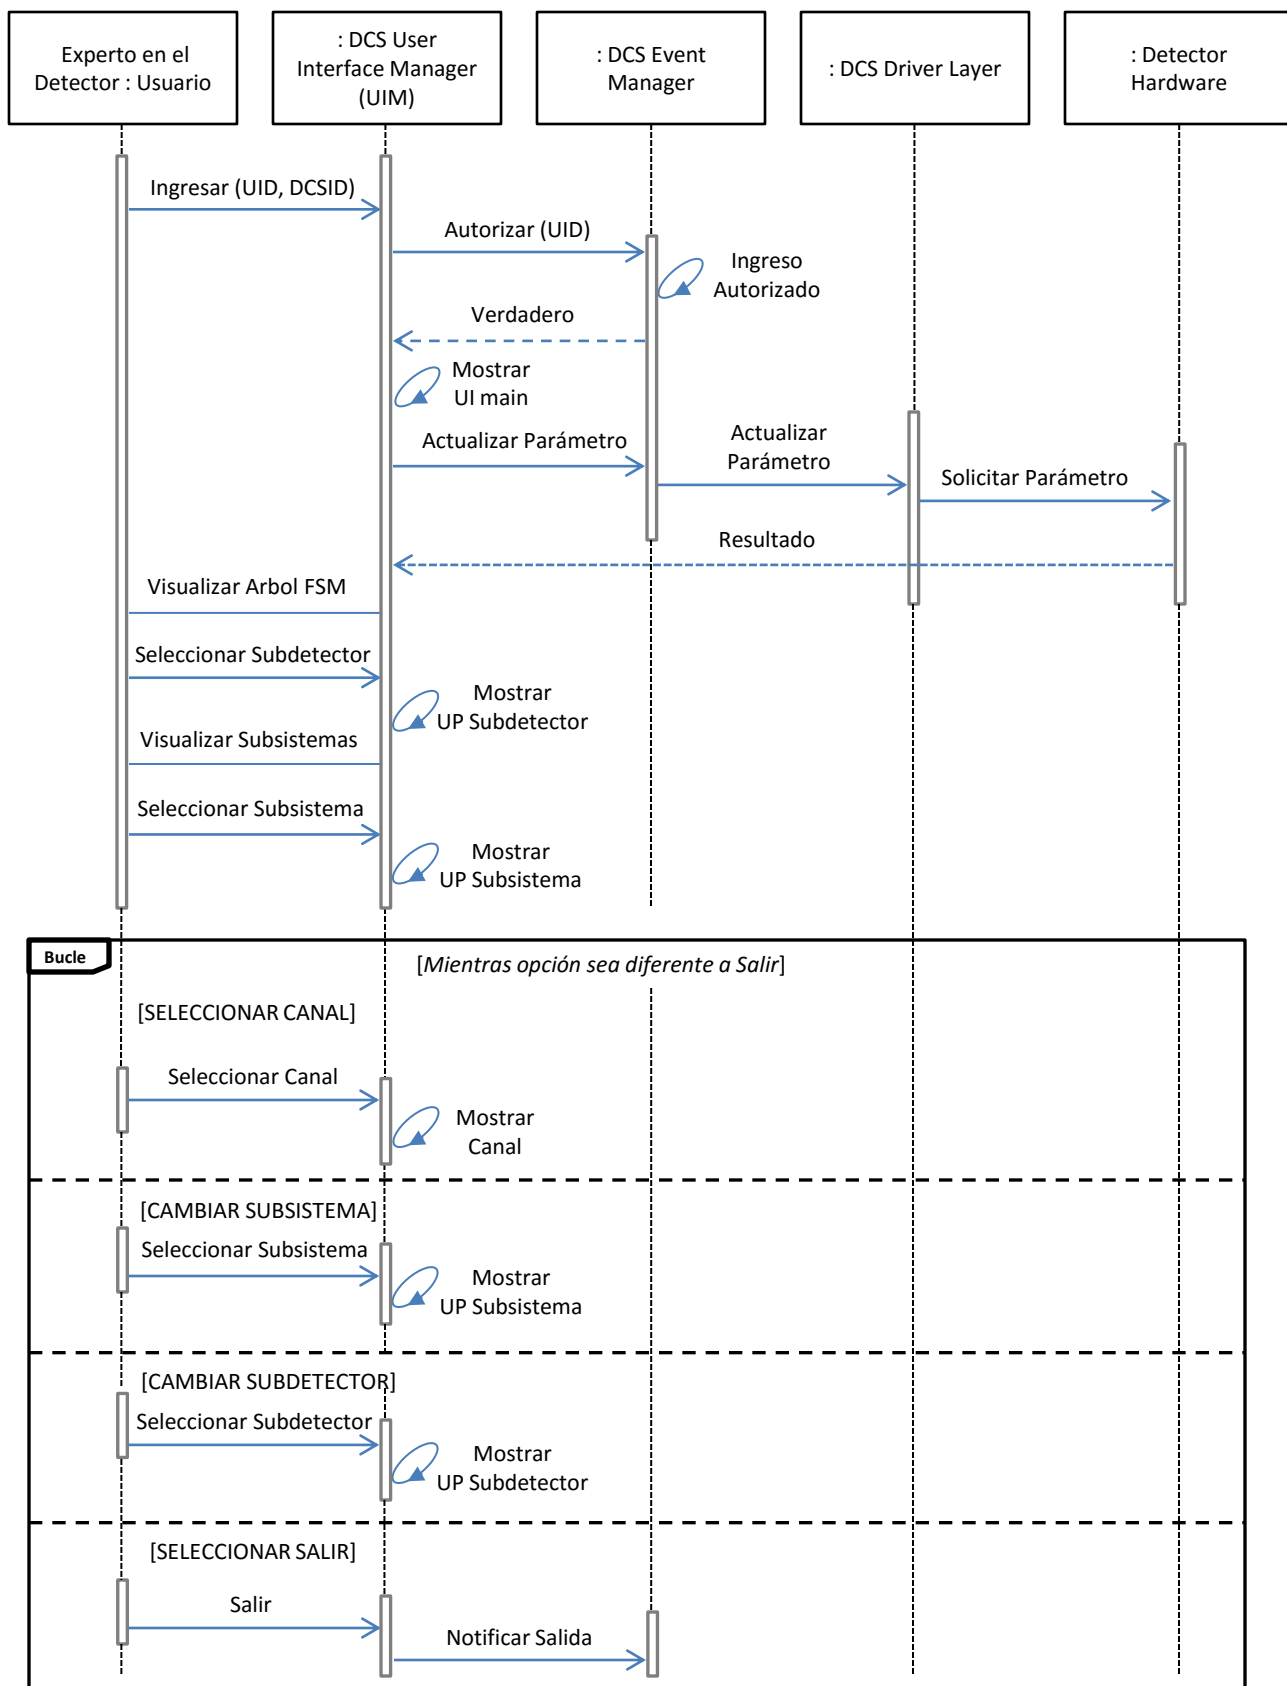 Experto en el
Detector : Usuario
: DCS User
Interface Manager
(UIM)
: DCS Event
Manager
: DCS Driver Layer
: Detector
Hardware
Ingresar (UID, DCSID)
Autorizar (UID)
Ingreso
Autorizado
Verdadero
Mostrar
UI main
Actualizar Parámetro
Actualizar
Parámetro
Solicitar Parámetro
Resultado
Visualizar Arbol FSM
Seleccionar Subdetector
Mostrar
UP Subdetector
Visualizar Subsistemas
Seleccionar Subsistema
Mostrar
UP Subsistema
Bucle
[Mientras opción sea diferente a Salir]
[SELECCIONAR CANAL]
Seleccionar Canal
Mostrar
Canal
[CAMBIAR SUBSISTEMA]
Seleccionar Subsistema
Mostrar
UP Subsistema
[CAMBIAR SUBDETECTOR]
Seleccionar Subdetector
Mostrar
UP Subdetector
[SELECCIONAR SALIR]
Salir
Notificar Salida